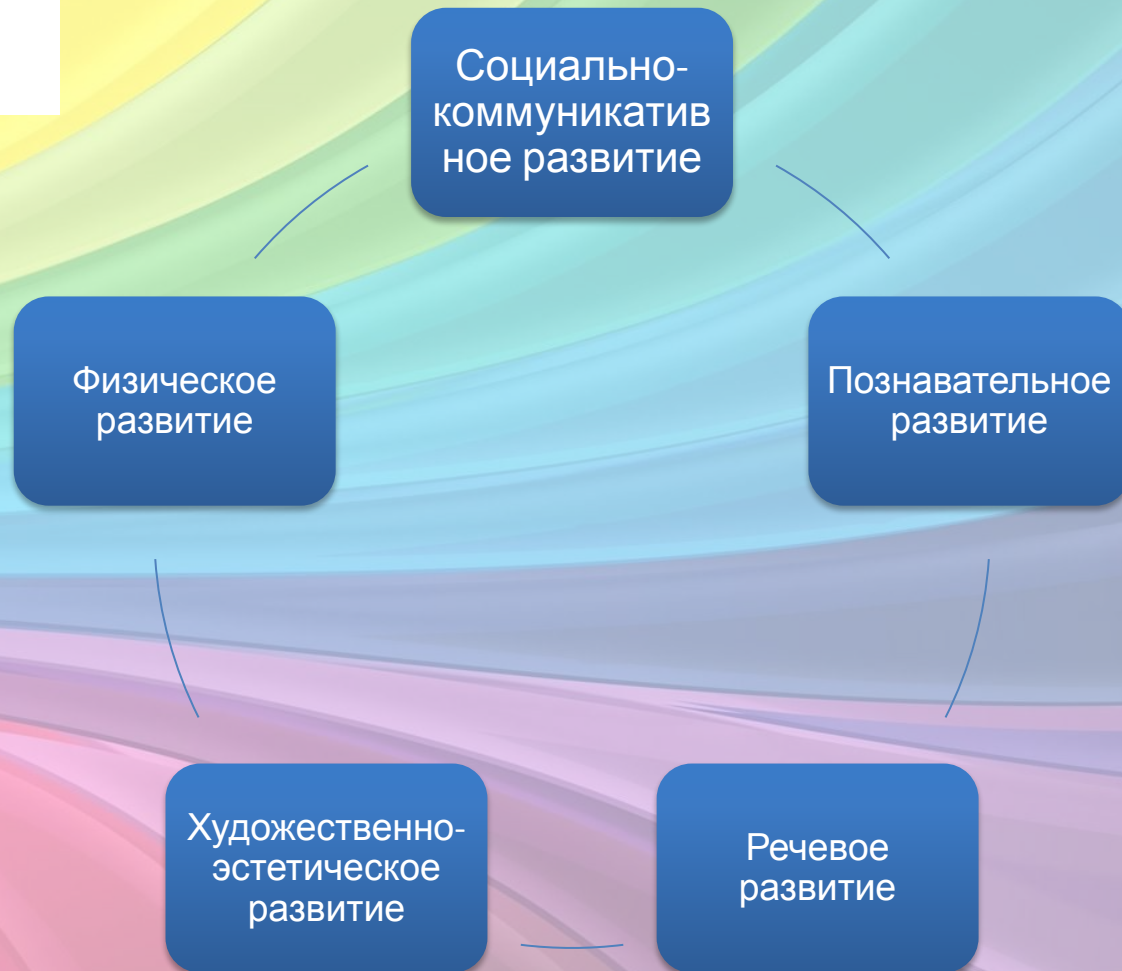 Социально-
коммуникатив
ное развитие
Физическое
развитие
Познавательное
развитие
Художественно-
эстетическое
развитие
Речевое
развитие